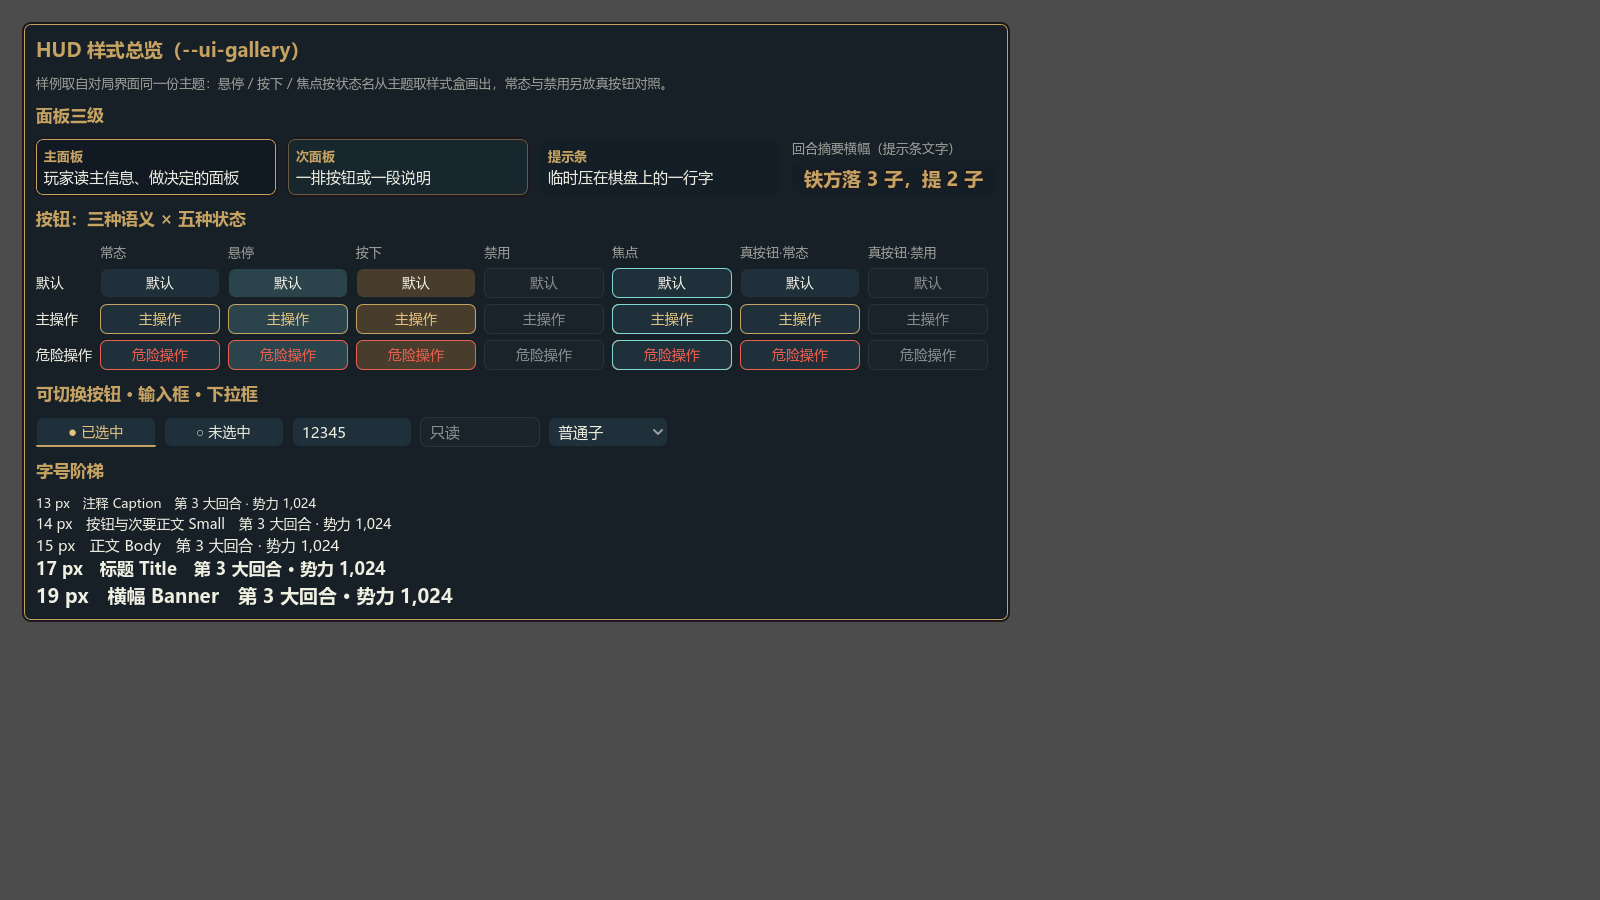 HUD 样式总览（--ui-gallery）
样例取自对局界面同一份主题：悬停 / 按下 / 焦点按状态名从主题取样式盒画出，常态与禁用另放真按钮对照。
面板三级
主面板
玩家读主信息、做决定的面板
次面板
一排按钮或一段说明
提示条
临时压在棋盘上的一行字
回合摘要横幅（提示条文字）
铁方落 3 子，提 2 子
按钮：三种语义 × 五种状态
常态 悬停 按下 禁用 焦点 真按钮·常态 真按钮·禁用
默认 默认 默认 默认 默认 默认 默认 默认
主操作 主操作 主操作 主操作 主操作 主操作 主操作 主操作
危险操作 危险操作 危险操作 危险操作 危险操作 危险操作 危险操作 危险操作
可切换按钮 • 输入框 • 下拉框
● 已选中 ○ 未选中 12345 只读 普通子
字号阶梯
13 px 注释 Caption 第 3 大回合 · 势力 1,024
14 px 按钮与次要正文 Small 第 3 大回合 · 势力 1,024
15 px 正文 Body 第 3 大回合 · 势力 1,024
17 px 标题 Title 第 3 大回合 • 势力 1,024
19 px 横幅 Banner 第 3 大回合 • 势力 1,024